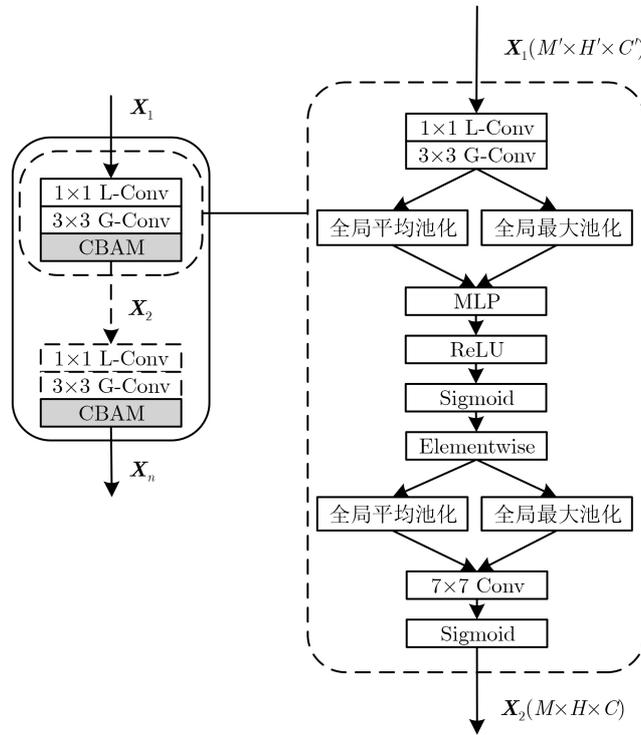 X₁
1×1 L-Conv
3×3 G-Conv
CBAM
X₂
1×1 L-Conv
3×3 G-Conv
CBAM
Xₙ
X₁(M′×H′×C′)
1×1 L-Conv
3×3 G-Conv
全局平均池化
全局最大池化
MLP
ReLU
Sigmoid
Elementwise
全局平均池化
全局最大池化
7×7 Conv
Sigmoid
X₂(M×H×C)